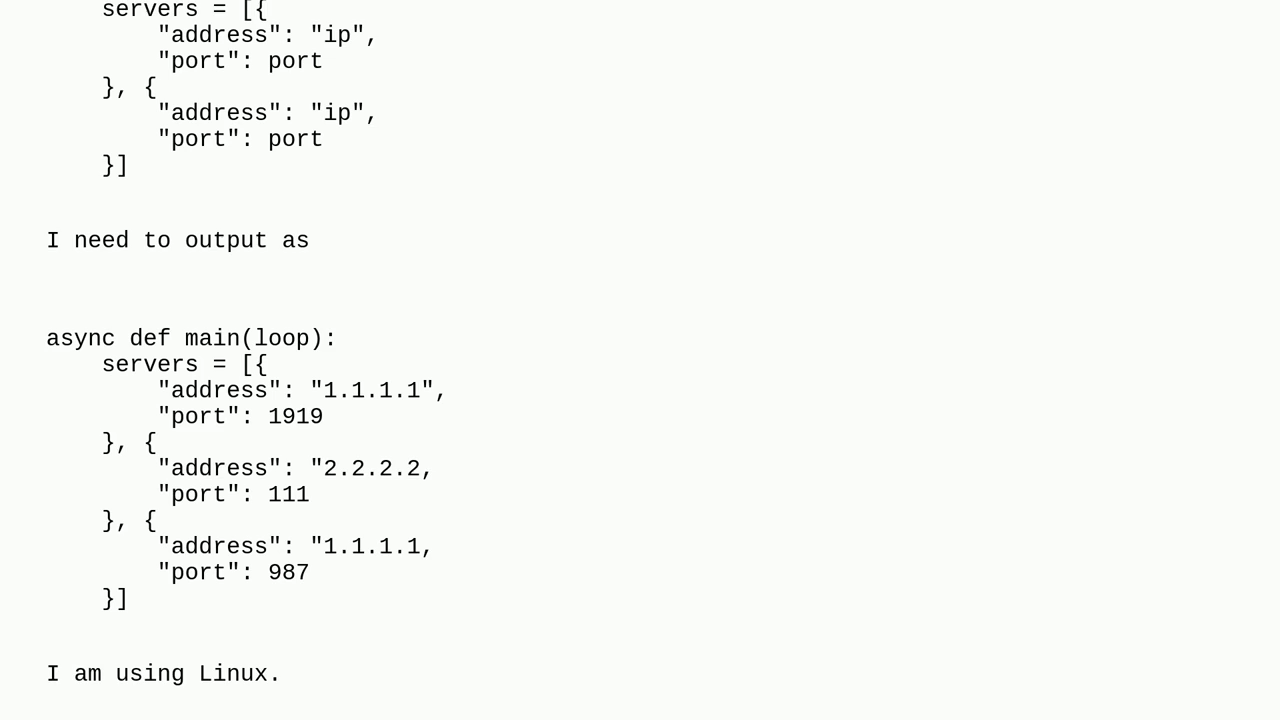 servers = [{
        "address": "ip",
        "port": port
    }, {
        "address": "ip",
        "port": port
    }]
I need to output as
async def main(loop):
    servers = [{
        "address": "1.1.1.1",
        "port": 1919
    }, {
        "address": "2.2.2.2,
        "port": 111
    }, {
        "address": "1.1.1.1,
        "port": 987
    }]
I am using Linux.